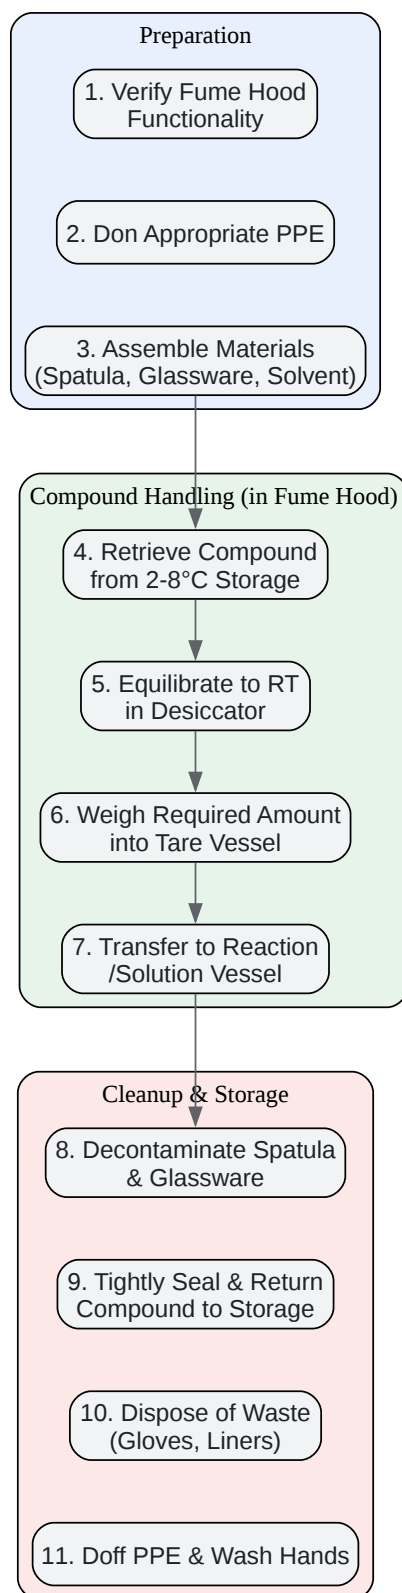 Preparation
1. Verify Fume Hood
Functionality
2. Don Appropriate PPE
3. Assemble Materials
(Spatula, Glassware, Solvent)
Compound Handling (in Fume Hood)
4. Retrieve Compound
from 2-8°C Storage
5. Equilibrate to RT
in Desiccator
6. Weigh Required Amount
into Tare Vessel
7. Transfer to Reaction
/Solution Vessel
Cleanup & Storage
8. Decontaminate Spatula
& Glassware
9. Tightly Seal & Return
Compound to Storage
10. Dispose of Waste
(Gloves, Liners)
11. Doff PPE & Wash Hands